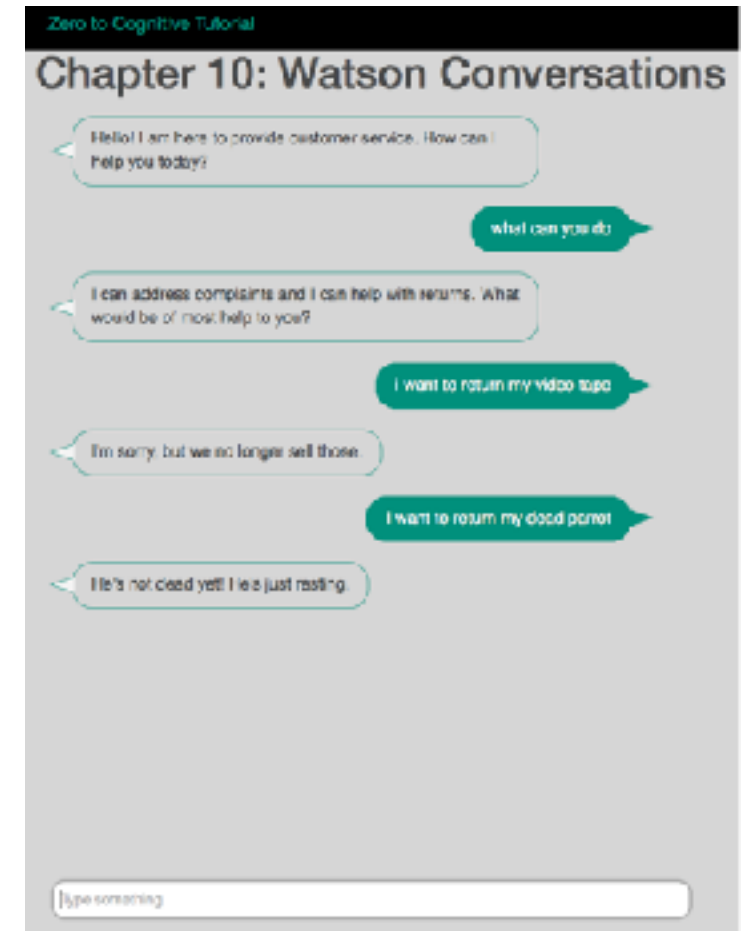 Zero to Cognitive Tutorial
Chapter 10: Watson Conversations
Hello! I am here to provide customer service. How can I
help you today?
what can you do
I can address complaints and I can help with returns. What
would be of most help to you?
i want to return my video tape
I'm sorry, but we no longer sell those.
i want to return my dead parrot
He's not dead yet! He's just resting.
Type something